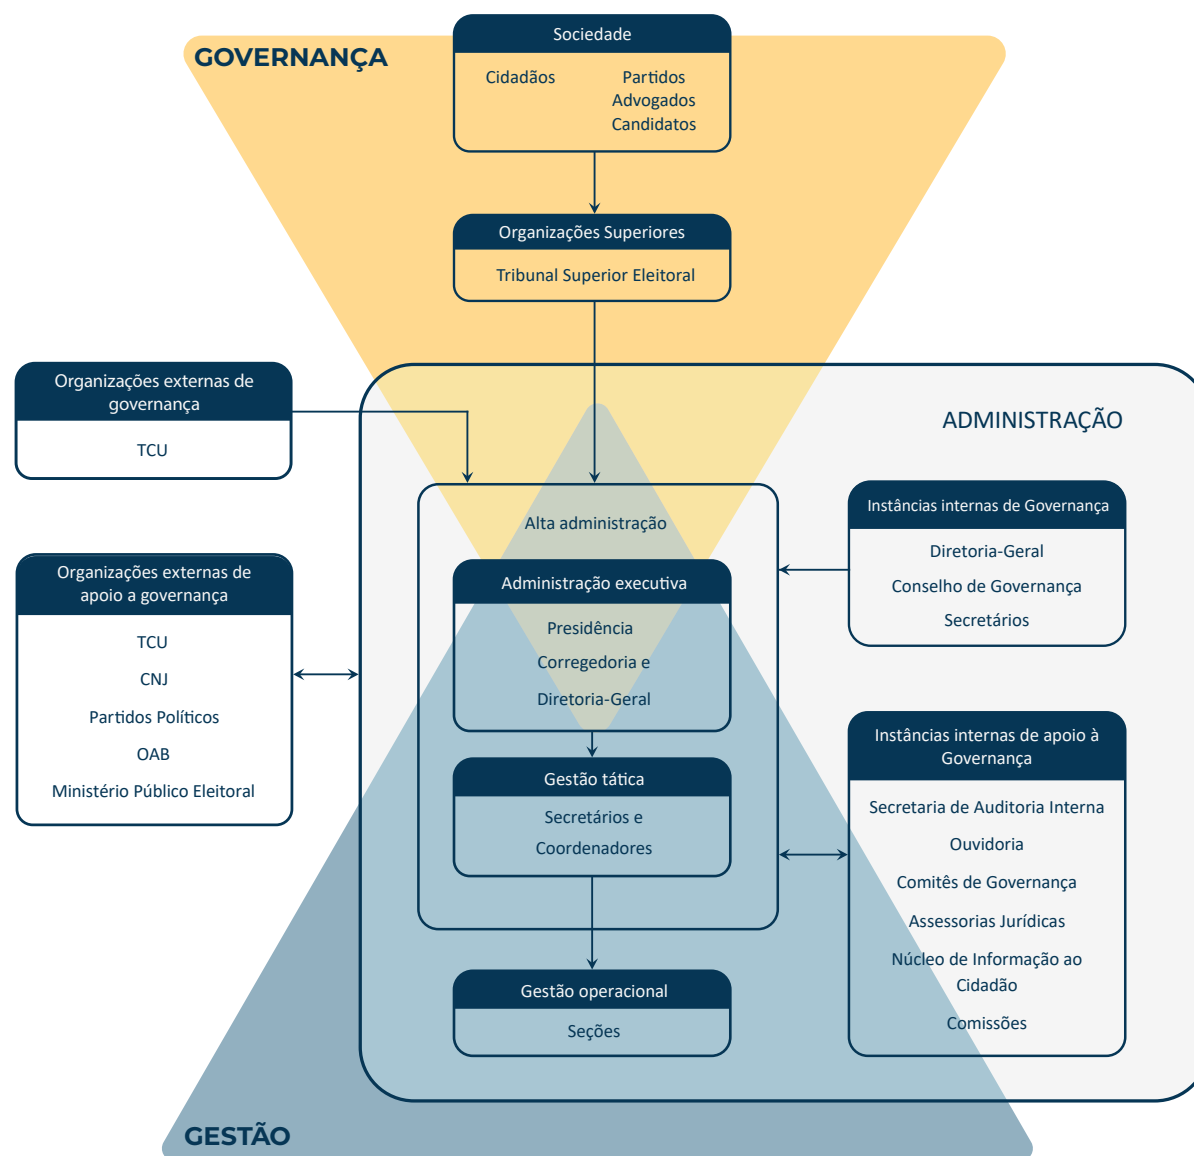 GOVERNANÇA
Sociedade
Cidadãos
Partidos
Advogados
Candidatos
Organizações Superiores
Tribunal Superior Eleitoral
Organizações externas de
governança
TCU
ADMINISTRAÇÃO
Alta administração
Instâncias internas de Governança
Diretoria-Geral
Conselho de Governança
Secretários
Organizações externas de
apoio a governança
TCU
CNJ
Partidos Políticos
OAB
Ministério Público Eleitoral
Administração executiva
Presidência
Corregedoria e
Diretoria-Geral
Gestão tática
Secretários e
Coordenadores
Instâncias internas de apoio à
Governança
Secretaria de Auditoria Interna
Ouvidoria
Comitês de Governança
Assessorias Jurídicas
Núcleo de Informação ao
Cidadão
Comissões
Gestão operacional
Seções
GESTÃO